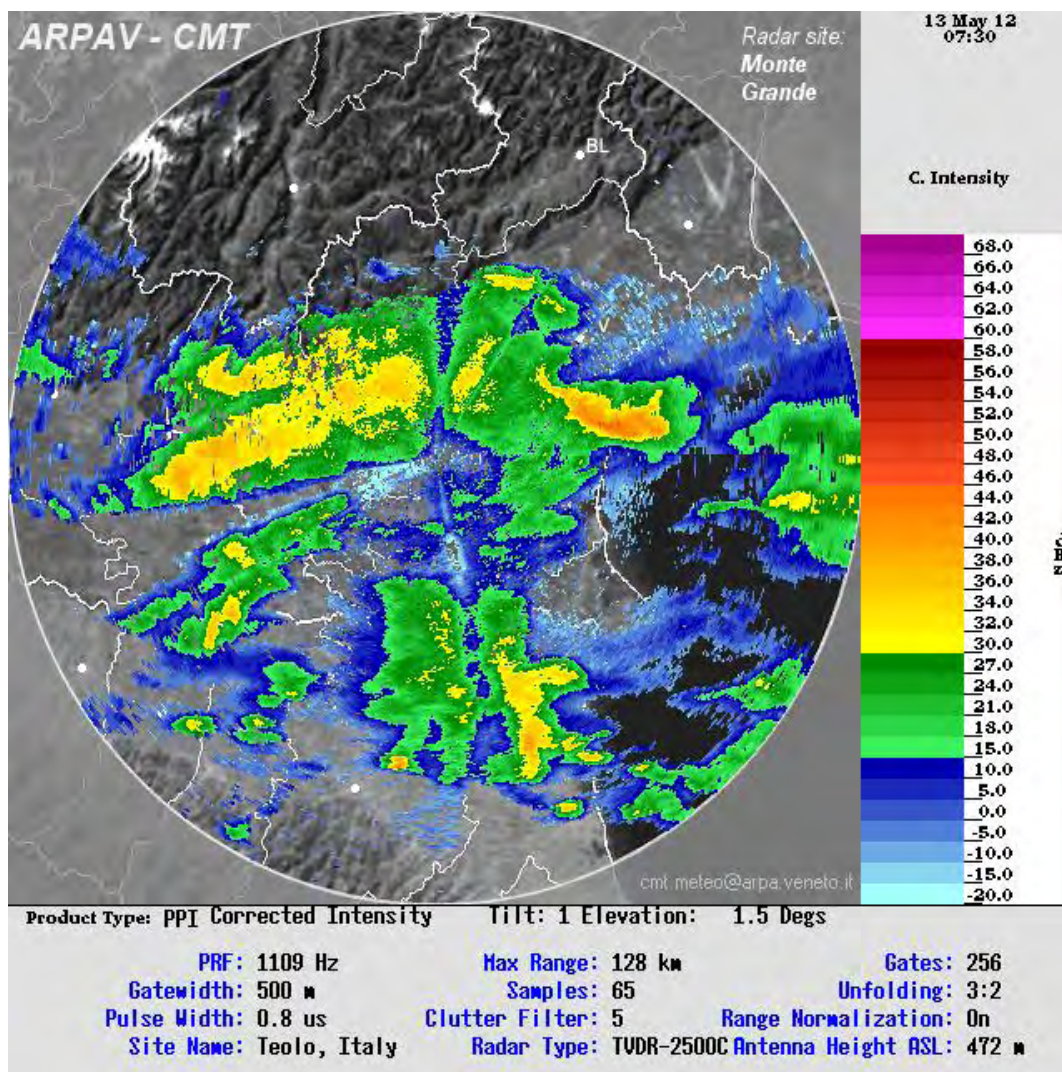 ARPAV - CMT
Radar site:
Monte
Grande
BL
V
cmt meteo@arpa.veneto.it
13 May 12
07:30
C. Intensity
68.0
66.0
64.0
62.0
60.0
58.0
56.0
54.0
52.0
50.0
48.0
46.0
44.0
42.0
40.0
38.0
36.0
34.0
32.0
30.0
27.0
24.0
21.0
18.0
15.0
10.0
5.0
0.0
-5.0
-10.0
-15.0
-20.0
Product Type: PPI Corrected Intensity Tilt: 1 Elevation: 1.5 Degs
PRF: 1109 Hz Max Range: 128 km Gates: 256
Gatewidth: 500 m Samples: 65 Unfolding: 3:2
Pulse Width: 0.8 us Clutter Filter: 5 Range Normalization: On
Site Name: Teolo, Italy Radar Type: TVDR-2500C Antenna Height ASL: 472 m